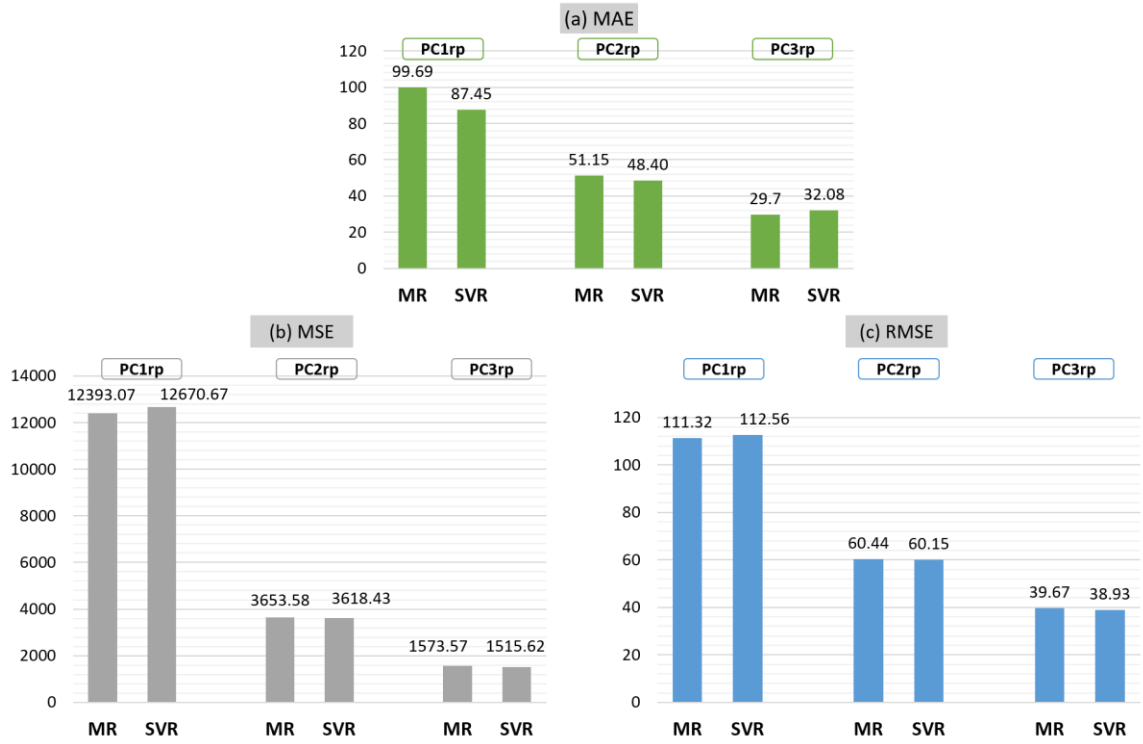 (a) MAE
PC1rp PC2rp PC3rp
120
100
80
60
40
20
0
99.69 87.45 51.15 48.40 29.7 32.08
MR SVR MR SVR MR SVR
(b) MSE
PC1rp PC2rp PC3rp
14000
12000
10000
8000
6000
4000
2000
0
12393.07 12670.67 3653.58 3618.43 1573.57 1515.62
MR SVR MR SVR MR SVR
(c) RMSE
PC1rp PC2rp PC3rp
120
100
80
60
40
20
0
111.32 112.56 60.44 60.15 39.67 38.93
MR SVR MR SVR MR SVR